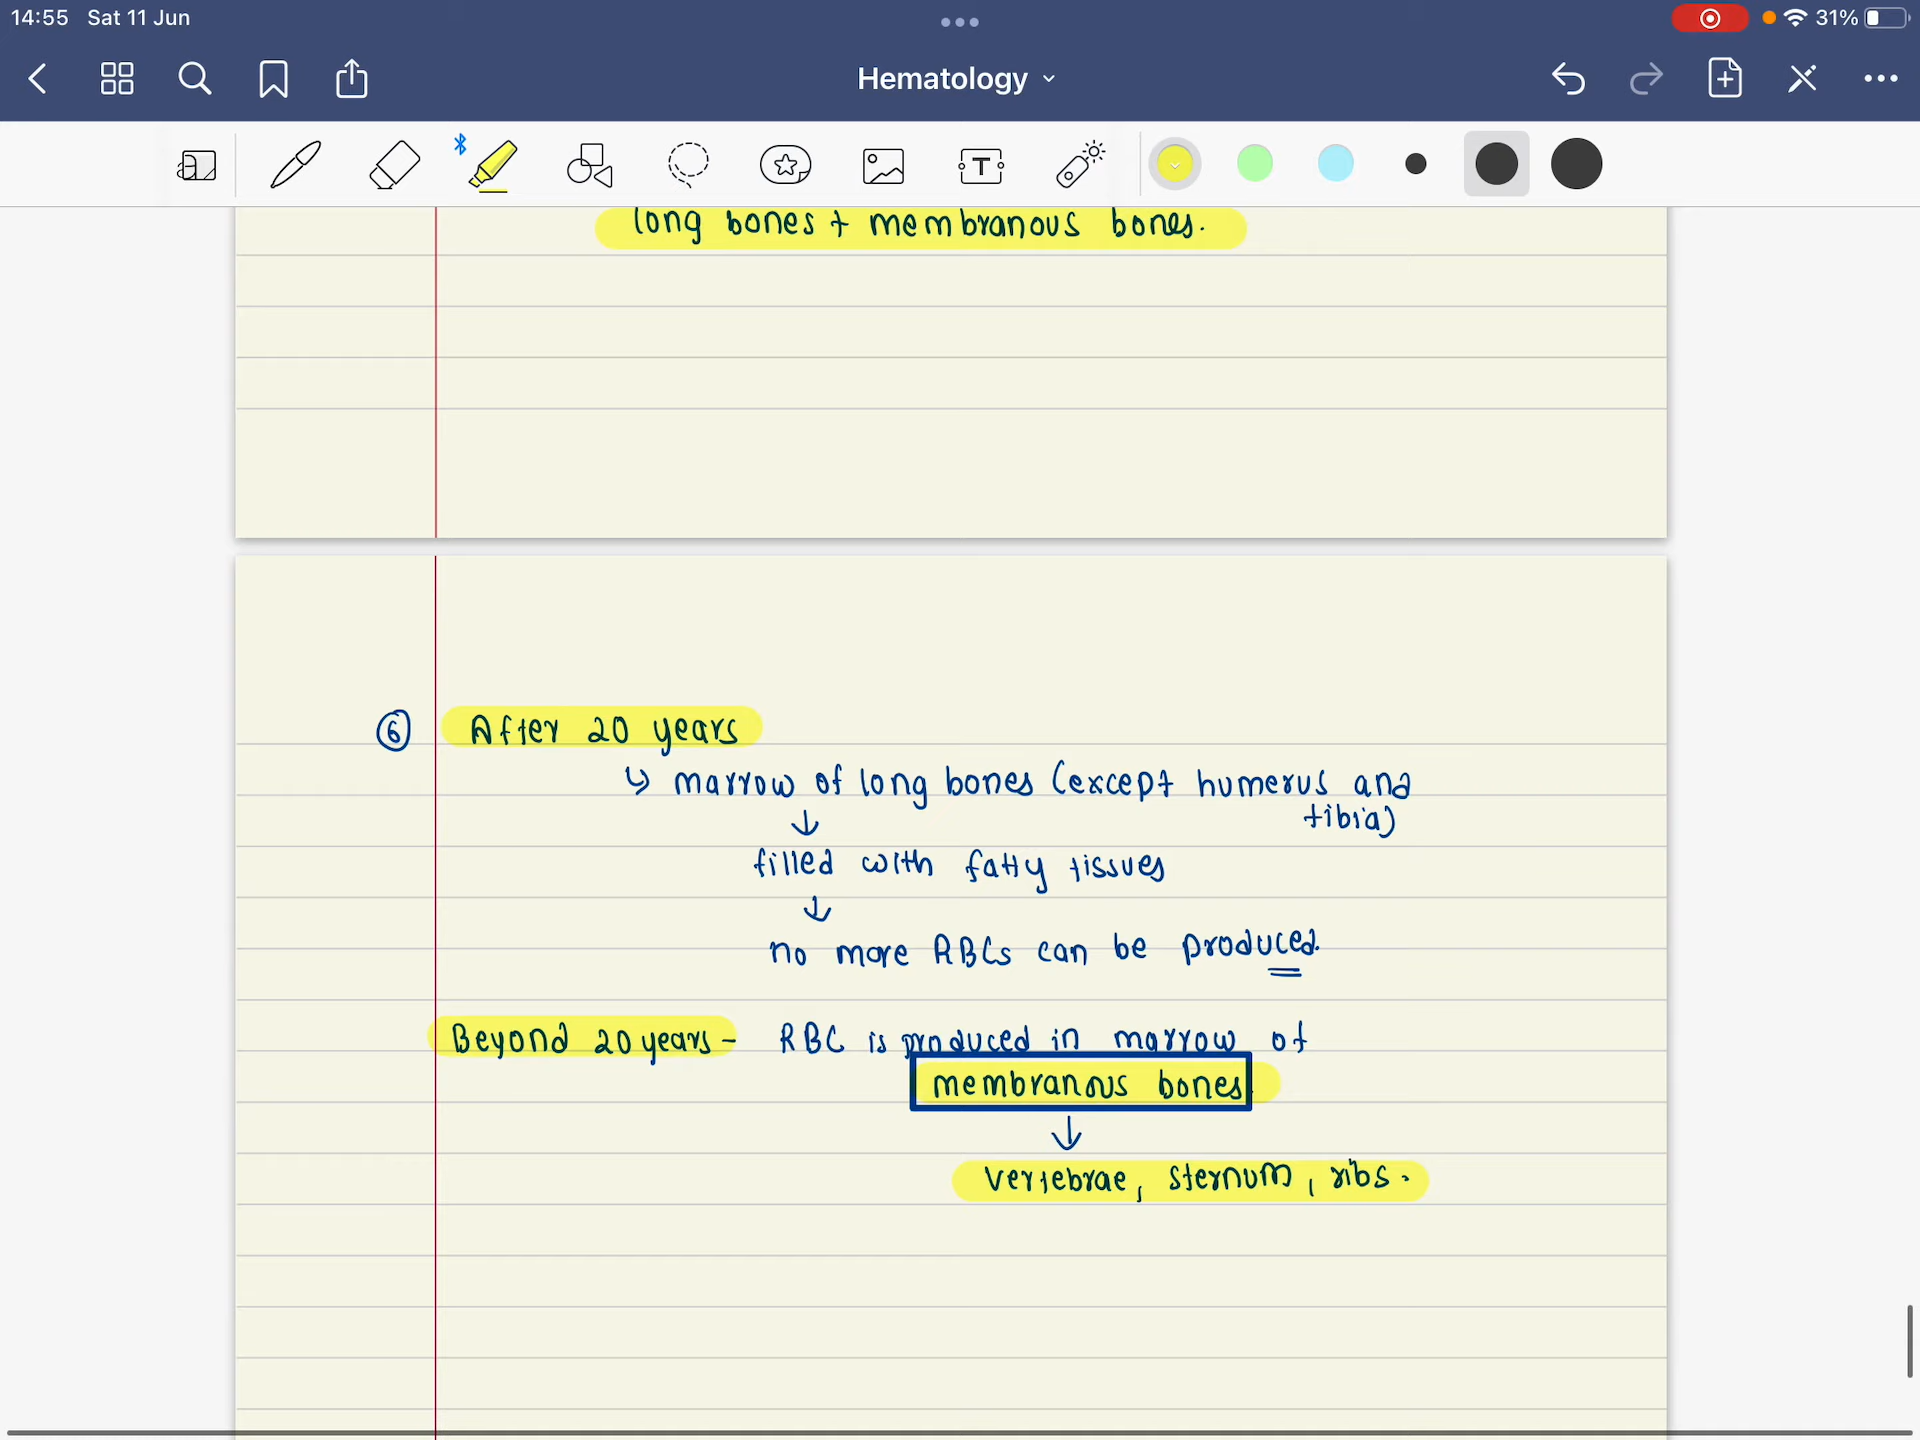 14:55 Sat 11 Jun
31%
Hematology
T
long bones + membranous bones.
6 After 20 years
↳ marrow of long bones (except humerus and
tibia)
↓
filled with fatty tissues
↓
no more RBCs can be produced.
Beyond 20 years - RBC is produced in marrow of
membranous bones.
↓
Vertebrae, sternum, ribs.